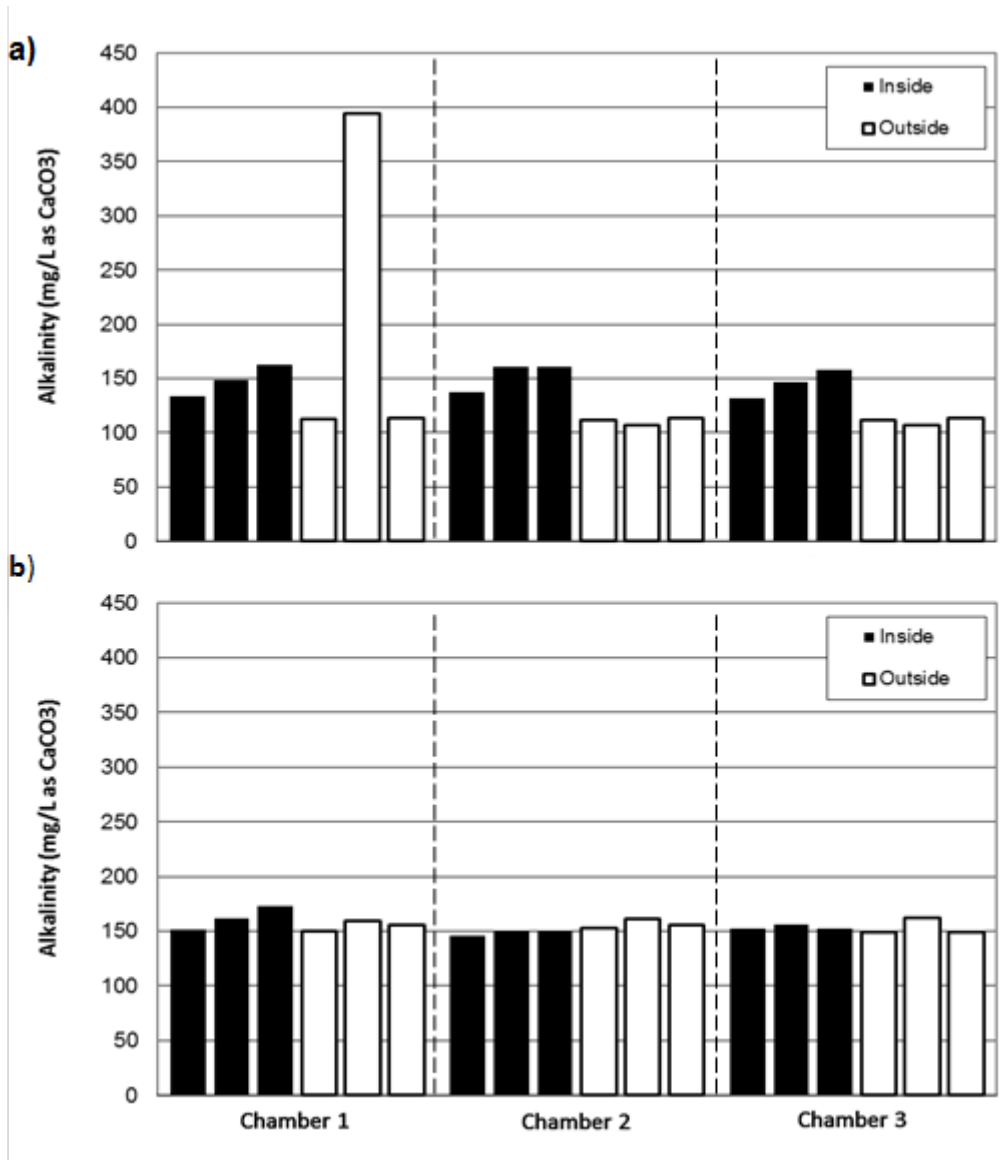 a)
450
400
350
300
250
200
150
100
50
0
Alkalinity (mg/L as CaCO3)
Inside
Outside
b)
450
400
350
300
250
200
150
100
50
0
Alkalinity (mg/L as CaCO3)
Inside
Outside
Chamber 1 Chamber 2 Chamber 3